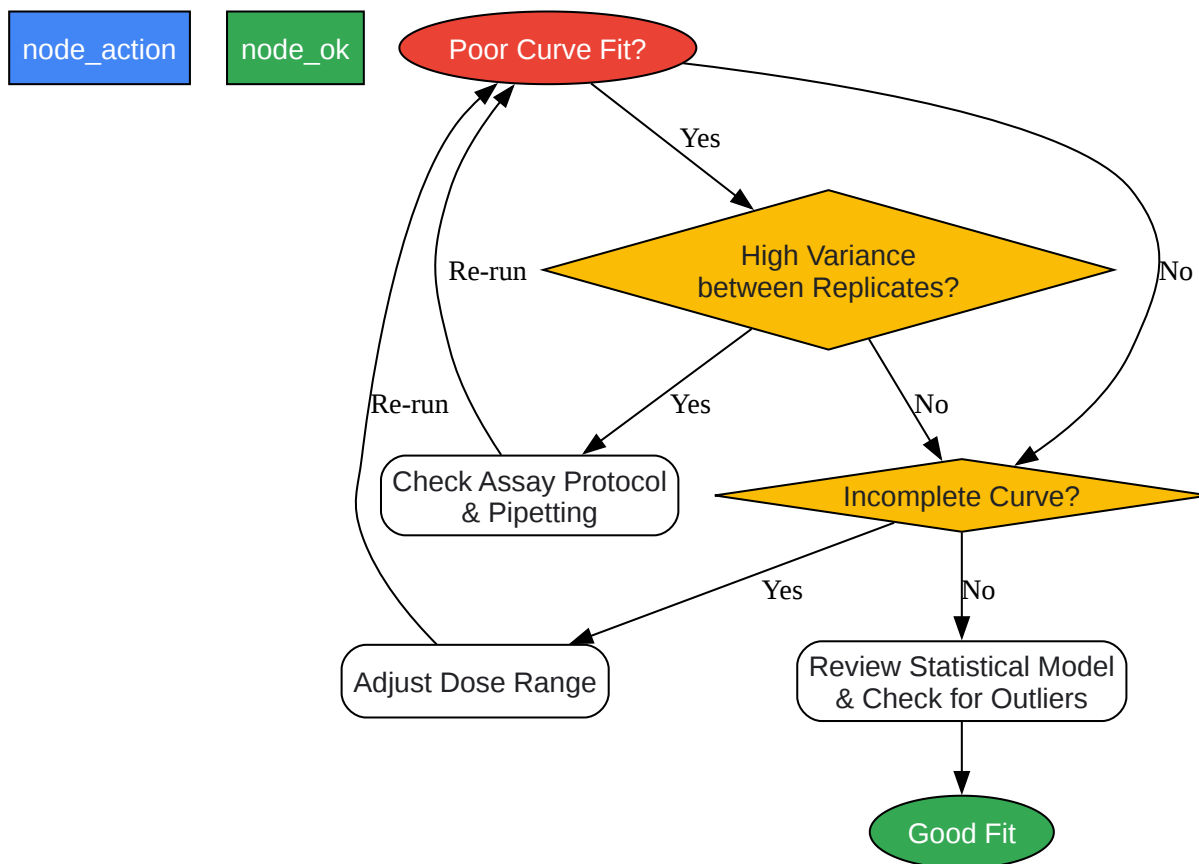 node_action
node_ok
Poor Curve Fit?
Yes
High Variance
between Replicates?
Re-run
No
Re-run
Yes
No
Check Assay Protocol
& Pipetting
Incomplete Curve?
Yes
No
Adjust Dose Range
Review Statistical Model
& Check for Outliers
Good Fit